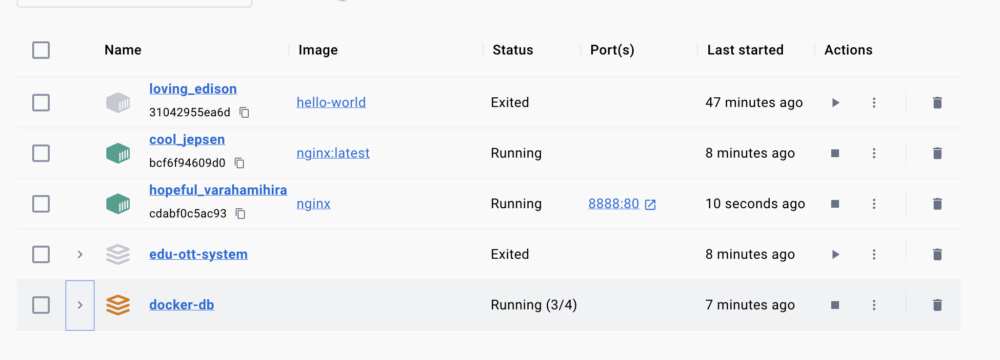 Name Image Status Port(s) Last started Actions
loving_edison
31042955ea6d
hello-world Exited 47 minutes ago
cool_jepsen
bcf6f94609d0
nginx:latest Running 8 minutes ago
hopeful_varahamihira
cdabf0c5ac93
nginx Running 8888:80 10 seconds ago
edu-ott-system Exited 8 minutes ago
docker-db Running (3/4) 7 minutes ago